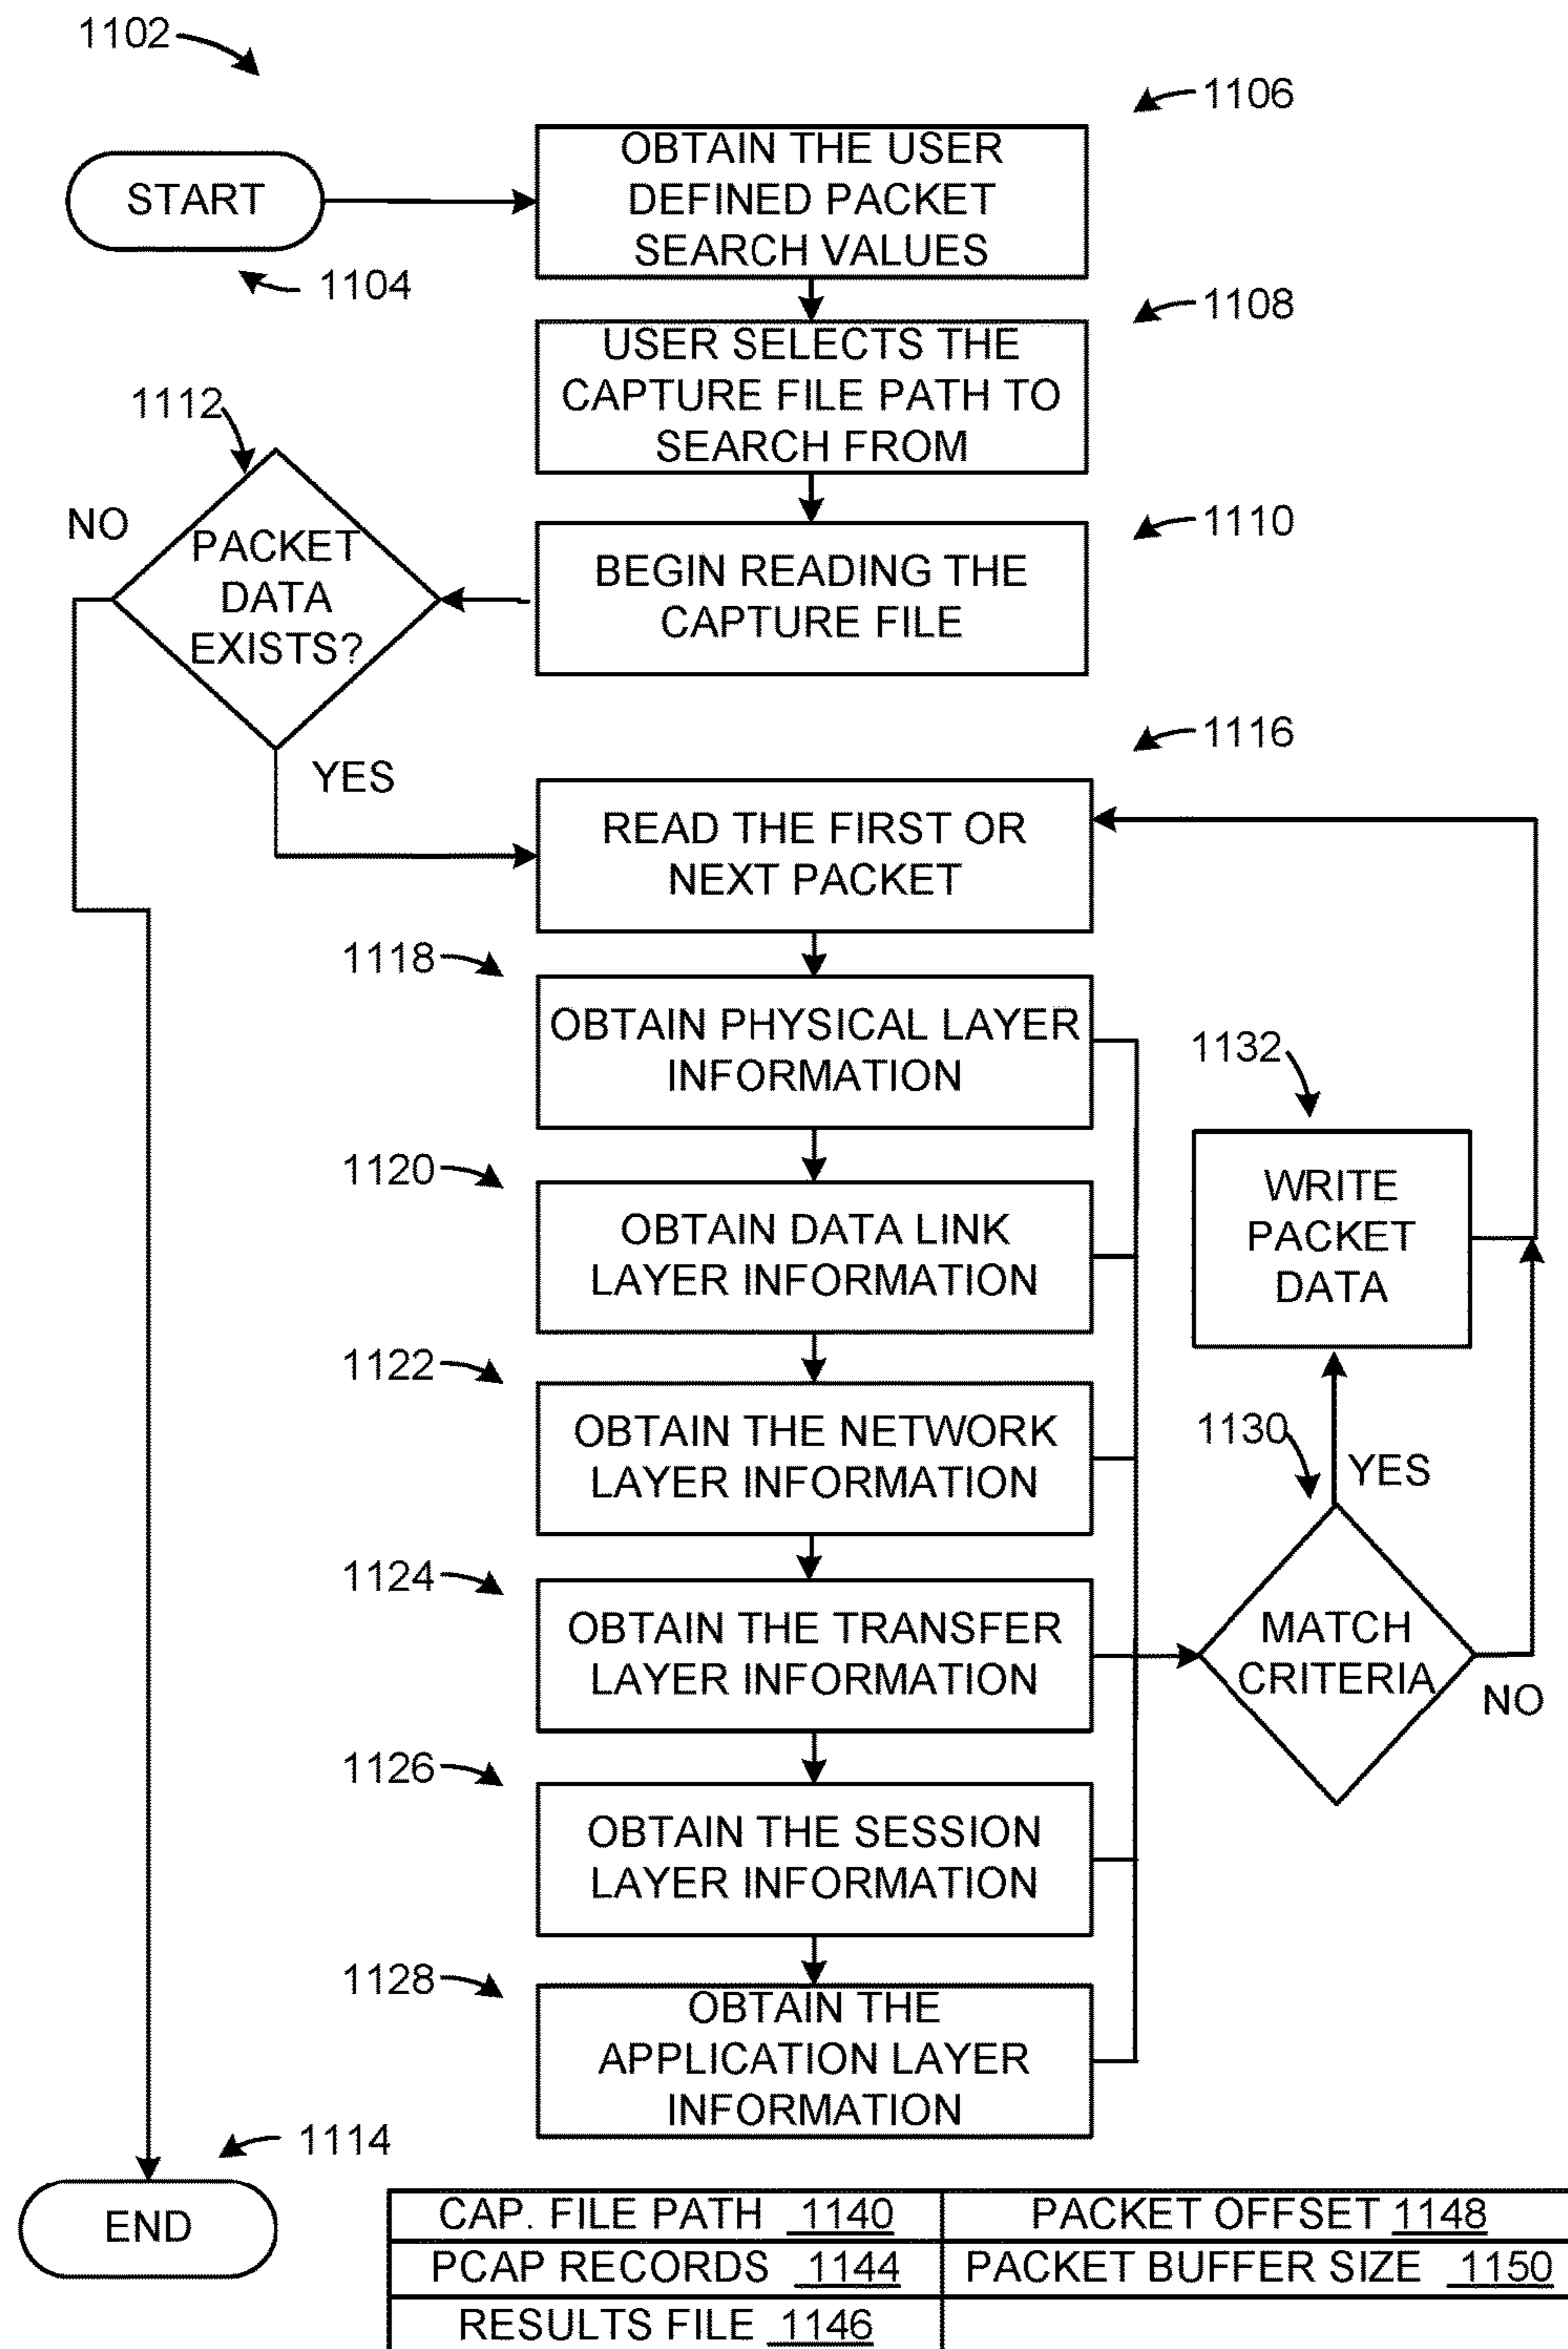 1102
1106
START
OBTAIN THE USER
DEFINED PACKET
SEARCH VALUES
1104
1108
USER SELECTS THE
CAPTURE FILE PATH TO
SEARCH FROM
1112
NO
PACKET
DATA
EXISTS?
1110
BEGIN READING THE
CAPTURE FILE
YES
1116
READ THE FIRST OR
NEXT PACKET
1118
OBTAIN PHYSICAL LAYER
INFORMATION
1120
OBTAIN DATA LINK
LAYER INFORMATION
1122
OBTAIN THE NETWORK
LAYER INFORMATION
1124
OBTAIN THE TRANSFER
LAYER INFORMATION
1126
OBTAIN THE SESSION
LAYER INFORMATION
1128
OBTAIN THE
APPLICATION LAYER
INFORMATION
1132
WRITE
PACKET
DATA
1130
YES
MATCH
CRITERIA
NO
1114
END
CAP. FILE PATH 1140
PACKET OFFSET 1148
PCAP RECORDS 1144
PACKET BUFFER SIZE 1150
RESULTS FILE 1146